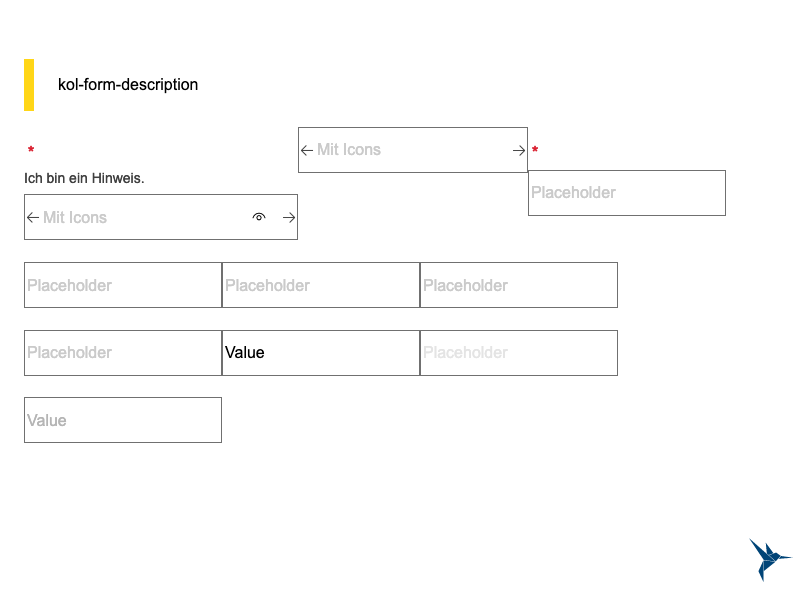 kol-form-description
*
Ich bin ein Hinweis.
Mit Icons
Mit Icons
*
Placeholder
Placeholder Placeholder Placeholder
Placeholder Value Placeholder
Value